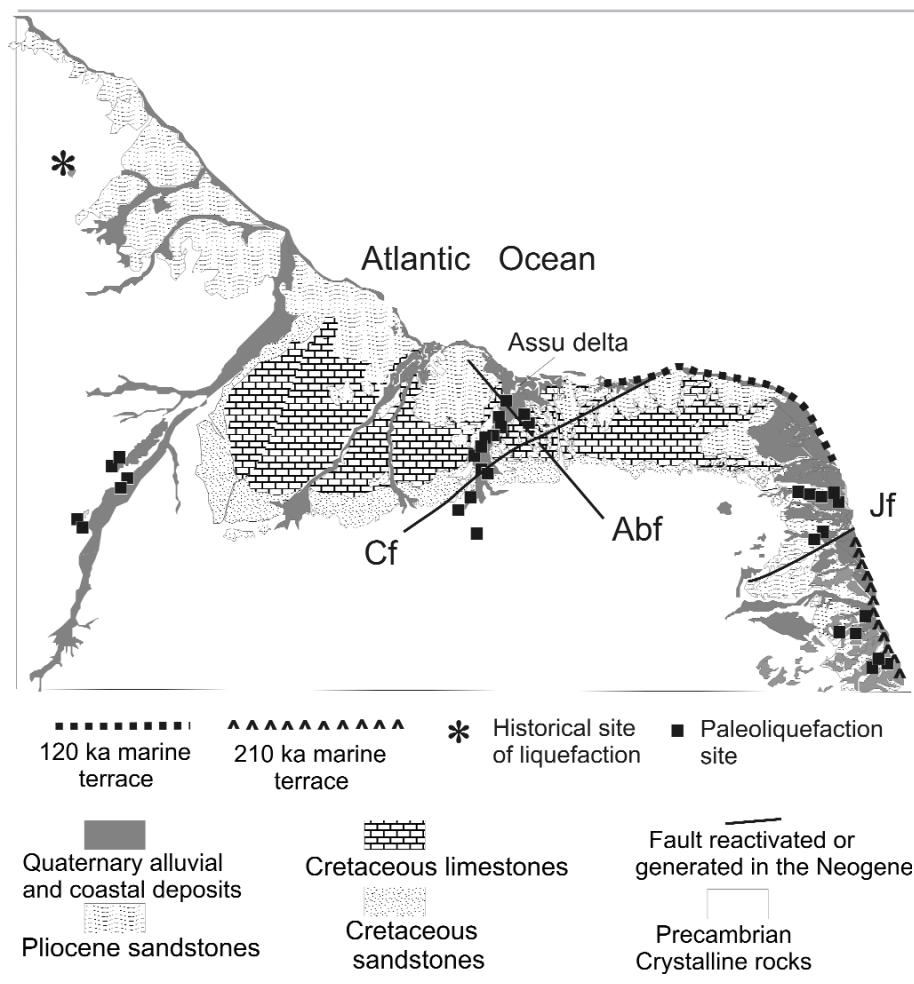 Atlantic Ocean
Assu delta
Cf
Abf
Jf
120 ka marine
terrace
210 ka marine
terrace
Historical site
of liquefaction
Paleoliquefaction
site
Quaternary alluvial
and coastal deposits
Cretaceous limestones
Fault reactivated or
generated in the Neogene
Pliocene sandstones
Cretaceous
sandstones
Precambrian
Crystalline rocks